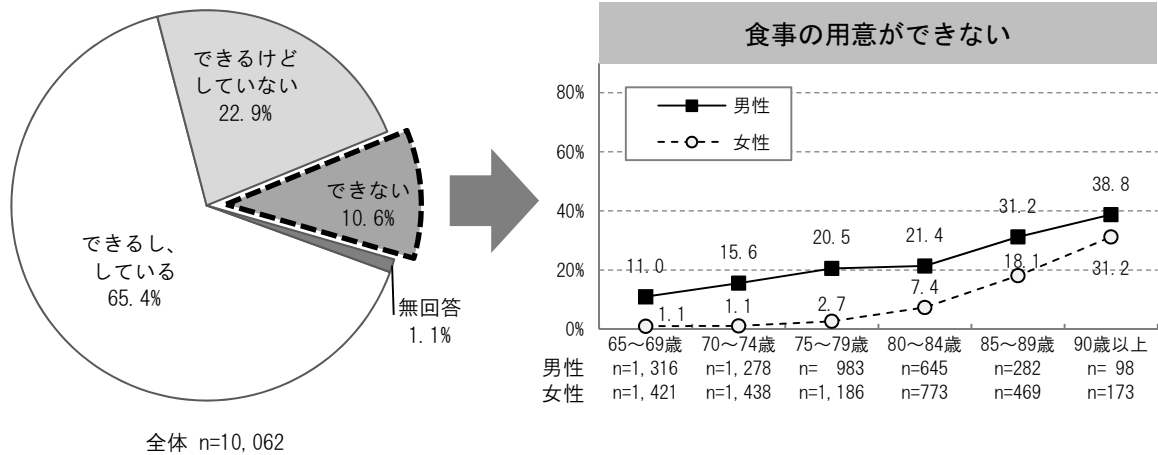 できるけど
していない
22.9%
できない
10.6%
できるし、
している
65.4%
無回答
1.1%
全体 n=10,062
食事の用意ができない
80%
60%
40%
20%
0%
男性
女性
11.0
15.6
20.5
21.4
31.2
38.8
1.1
1.1
2.7
7.4
18.1
31.2
65～69歳 70～74歳 75～79歳 80～84歳 85～89歳 90歳以上
男性 n=1,316 n=1,278 n= 983 n=645 n=282 n= 98
女性 n=1,421 n=1,438 n=1,186 n=773 n=469 n=173